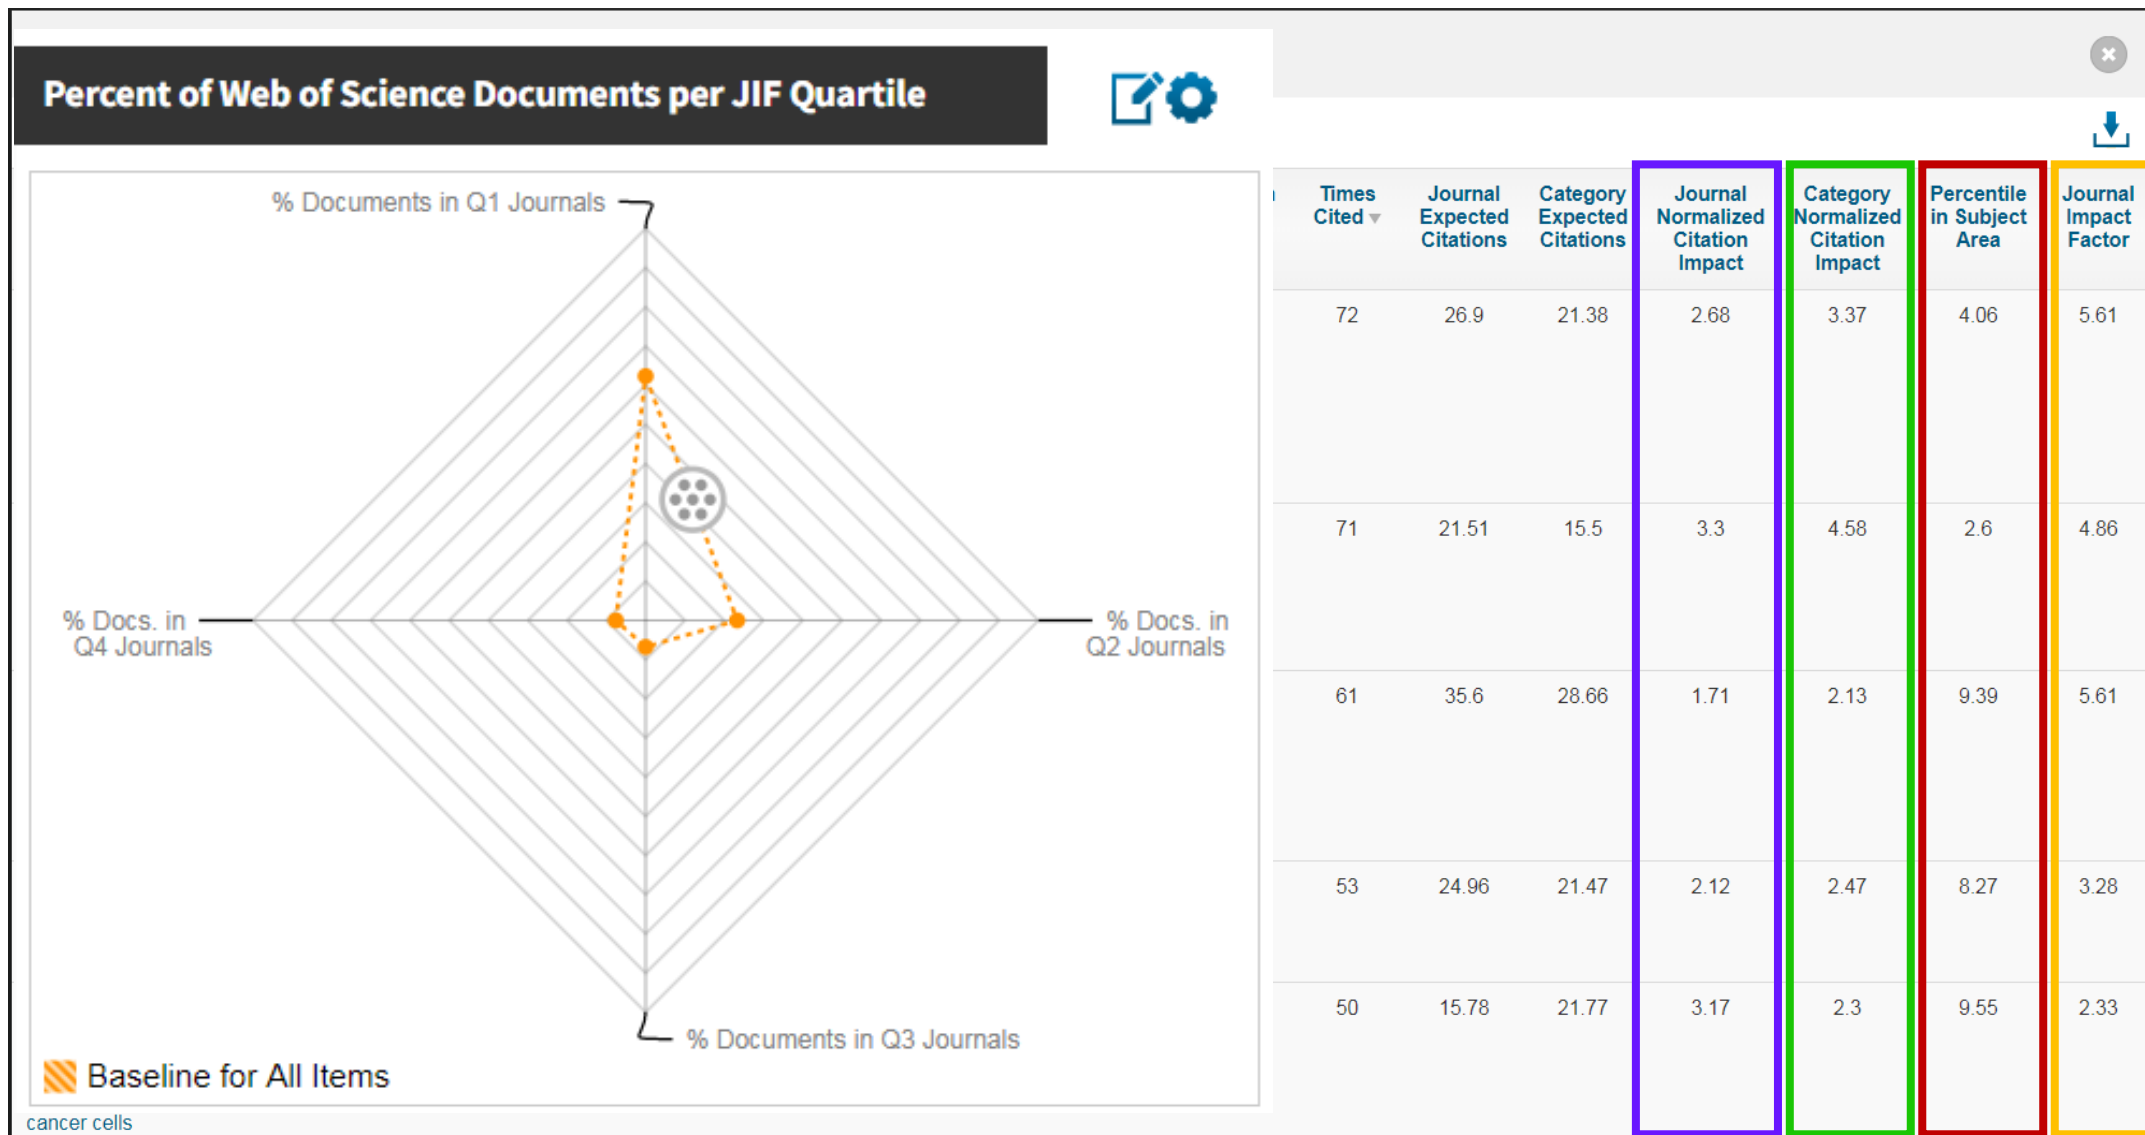 Percent of Web of Science Documents per JIF Quartile
% Documents in Q1 Journals
% Docs. in
Q4 Journals
% Docs. in
Q2 Journals
% Documents in Q3 Journals
Baseline for All Items
cancer cells
Times
Cited
Journal
Expected
Citations
Category
Expected
Citations
Journal
Normalized
Citation
Impact
Category
Normalized
Citation
Impact
Percentile
in Subject
Area
Journal
Impact
Factor
72 26.9 21.38 2.68 3.37 4.06 5.61
71 21.51 15.5 3.3 4.58 2.6 4.86
61 35.6 28.66 1.71 2.13 9.39 5.61
53 24.96 21.47 2.12 2.47 8.27 3.28
50 15.78 21.77 3.17 2.3 9.55 2.33